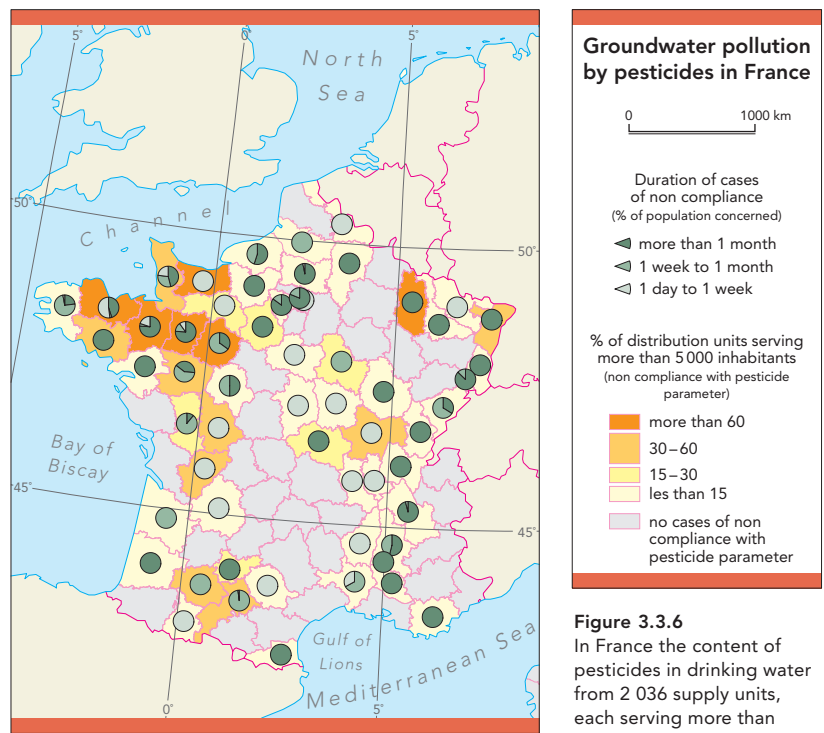 5°
0°
5°
North
Sea
50°
Channel
50°
Bay of
Biscay
45°
45°
Gulf of
Lions
Mediterranean Sea
0°
5°
Groundwater pollution
by pesticides in France
0 1000 km
Duration of cases
of non compliance
(% of population concerned)
more than 1 month
1 week to 1 month
1 day to 1 week
% of distribution units serving
more than 5 000 inhabitants
(non compliance with pesticide
parameter)
more than 60
30–60
15–30
less than 15
no cases of non
compliance with
pesticide parameter
Figure 3.3.6
In France the content of
pesticides in drinking water
from 2 036 supply units,
each serving more than